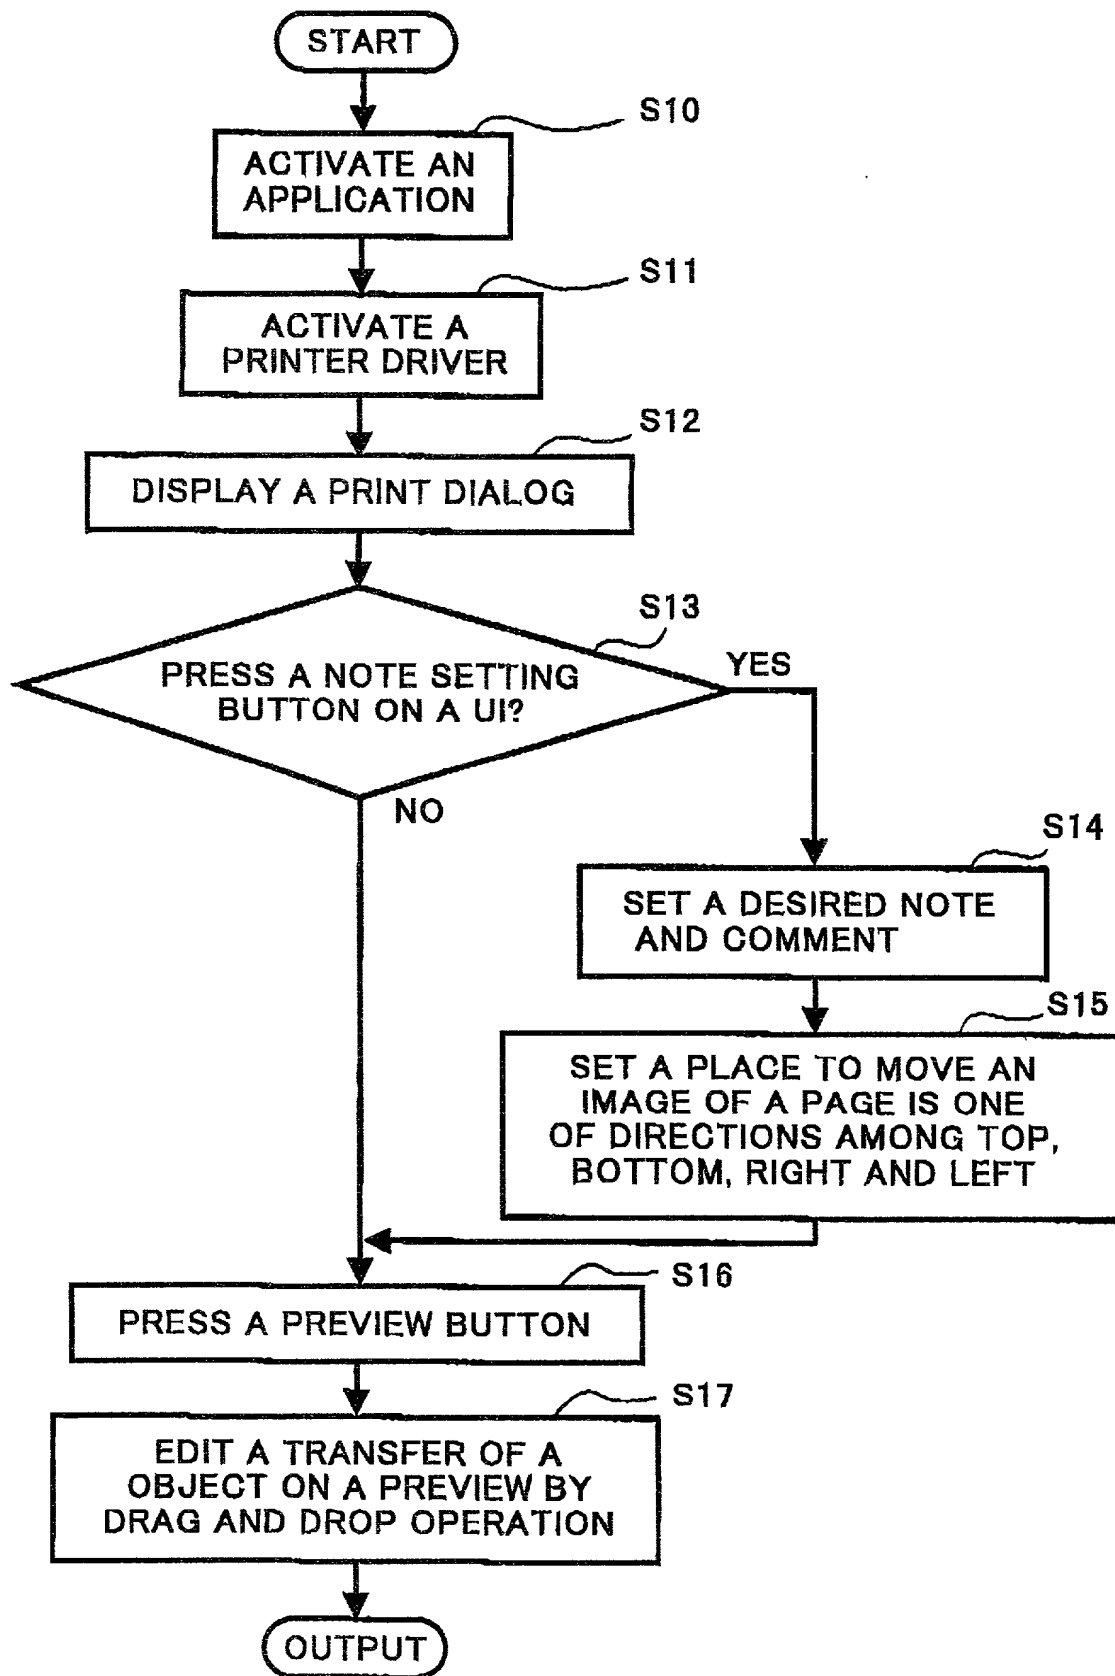 START
S10
ACTIVATE AN
APPLICATION
S11
ACTIVATE A
PRINTER DRIVER
S12
DISPLAY A PRINT DIALOG
S13
PRESS A NOTE SETTING
BUTTON ON A UI?
YES
NO
S14
SET A DESIRED NOTE
AND COMMENT
S15
SET A PLACE TO MOVE AN
IMAGE OF A PAGE IS ONE
OF DIRECTIONS AMONG TOP,
BOTTOM, RIGHT AND LEFT
S16
PRESS A PREVIEW BUTTON
S17
EDIT A TRANSFER OF A
OBJECT ON A PREVIEW BY
DRAG AND DROP OPERATION
OUTPUT